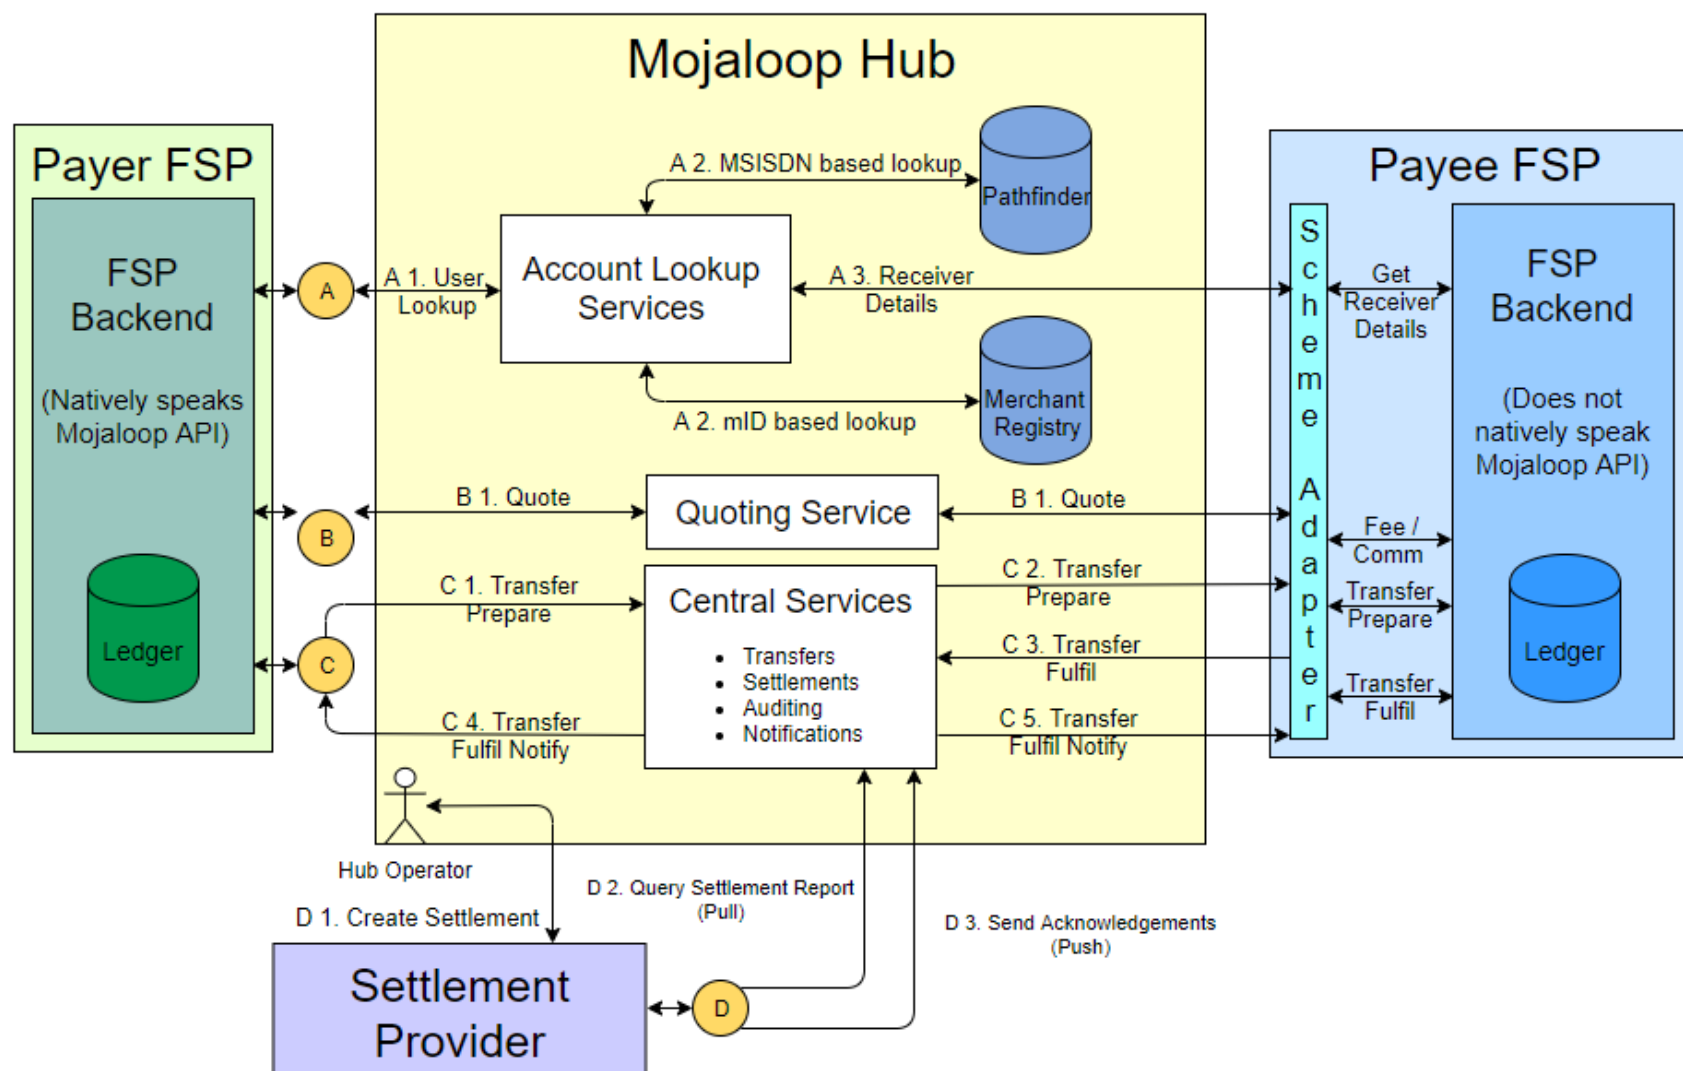 Mojaloop Hub
Payer FSP
FSP
Backend
(Natively speaks
Mojaloop API)
Ledger
A
B
C
A 1. User
Lookup
A 2. MSISDN based lookup
Pathfinder
Account Lookup
Services
A 3. Receiver
Details
A 2. mID based lookup
Merchant
Registry
B 1. Quote
Quoting Service
B 1. Quote
C 1. Transfer
Prepare
Central Services
• Transfers
• Settlements
• Auditing
• Notifications
C 2. Transfer
Prepare
C 3. Transfer
Fulfil
C 4. Transfer
Fulfil Notify
C 5. Transfer
Fulfil Notify
Payee FSP
S
c
h
e
m
e
A
d
a
p
t
e
r
Get
Receiver
Details
Fee /
Comm
Transfer
Prepare
Transfer
Fulfil
FSP
Backend
(Does not
natively speak
Mojaloop API)
Ledger
Hub Operator
D 1. Create Settlement
D 2. Query Settlement Report
(Pull)
D 3. Send Acknowledgements
(Push)
Settlement
Provider
D